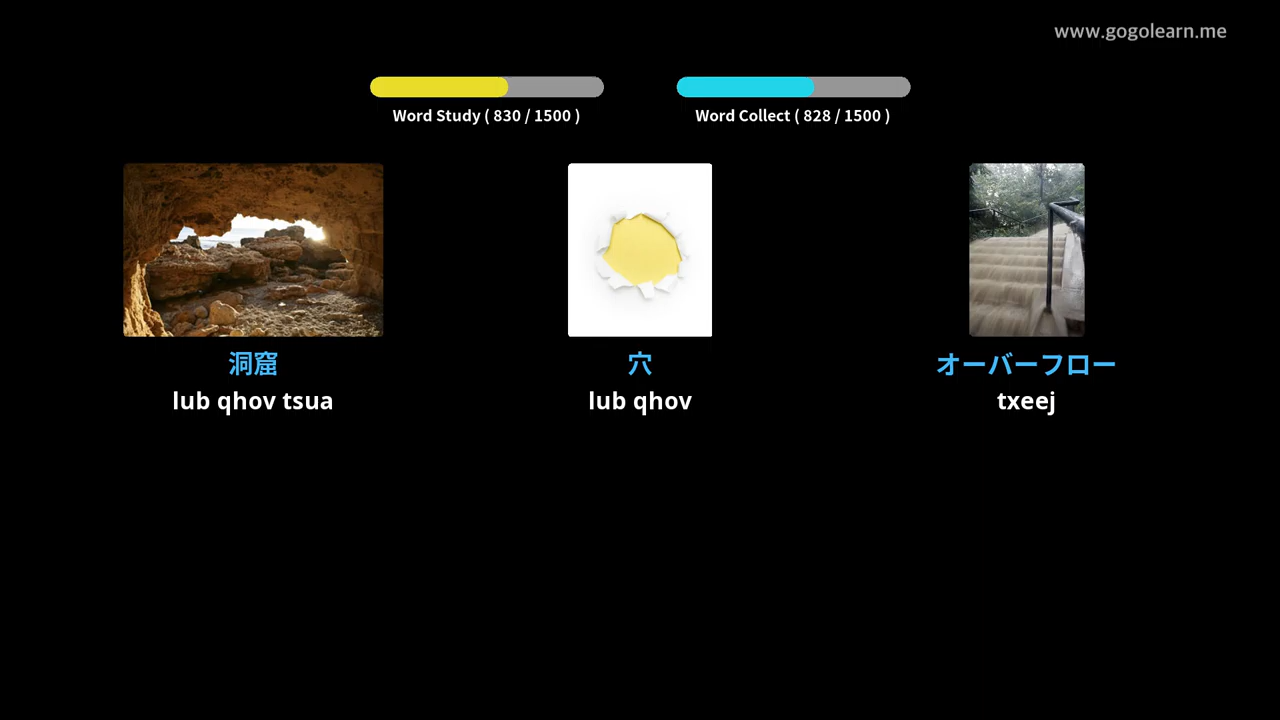 www.gogolearn.me
Word Study ( 830 / 1500 )
Word Collect ( 828 / 1500 )
洞窟
lub qhov tsua
穴
lub qhov
オーバーフロー
txeej